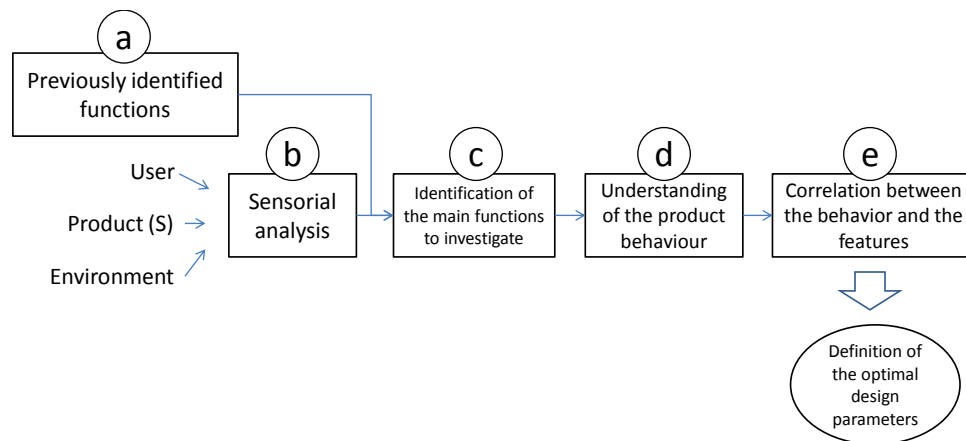 a
Previously identified
functions
User
Product (S)
Environment
b
Sensorial
analysis
c
Identification of
the main functions
to investigate
d
Understanding
of the product
behaviour
e
Correlation between
the behavior and the
features
Definition of
the optimal
design
parameters